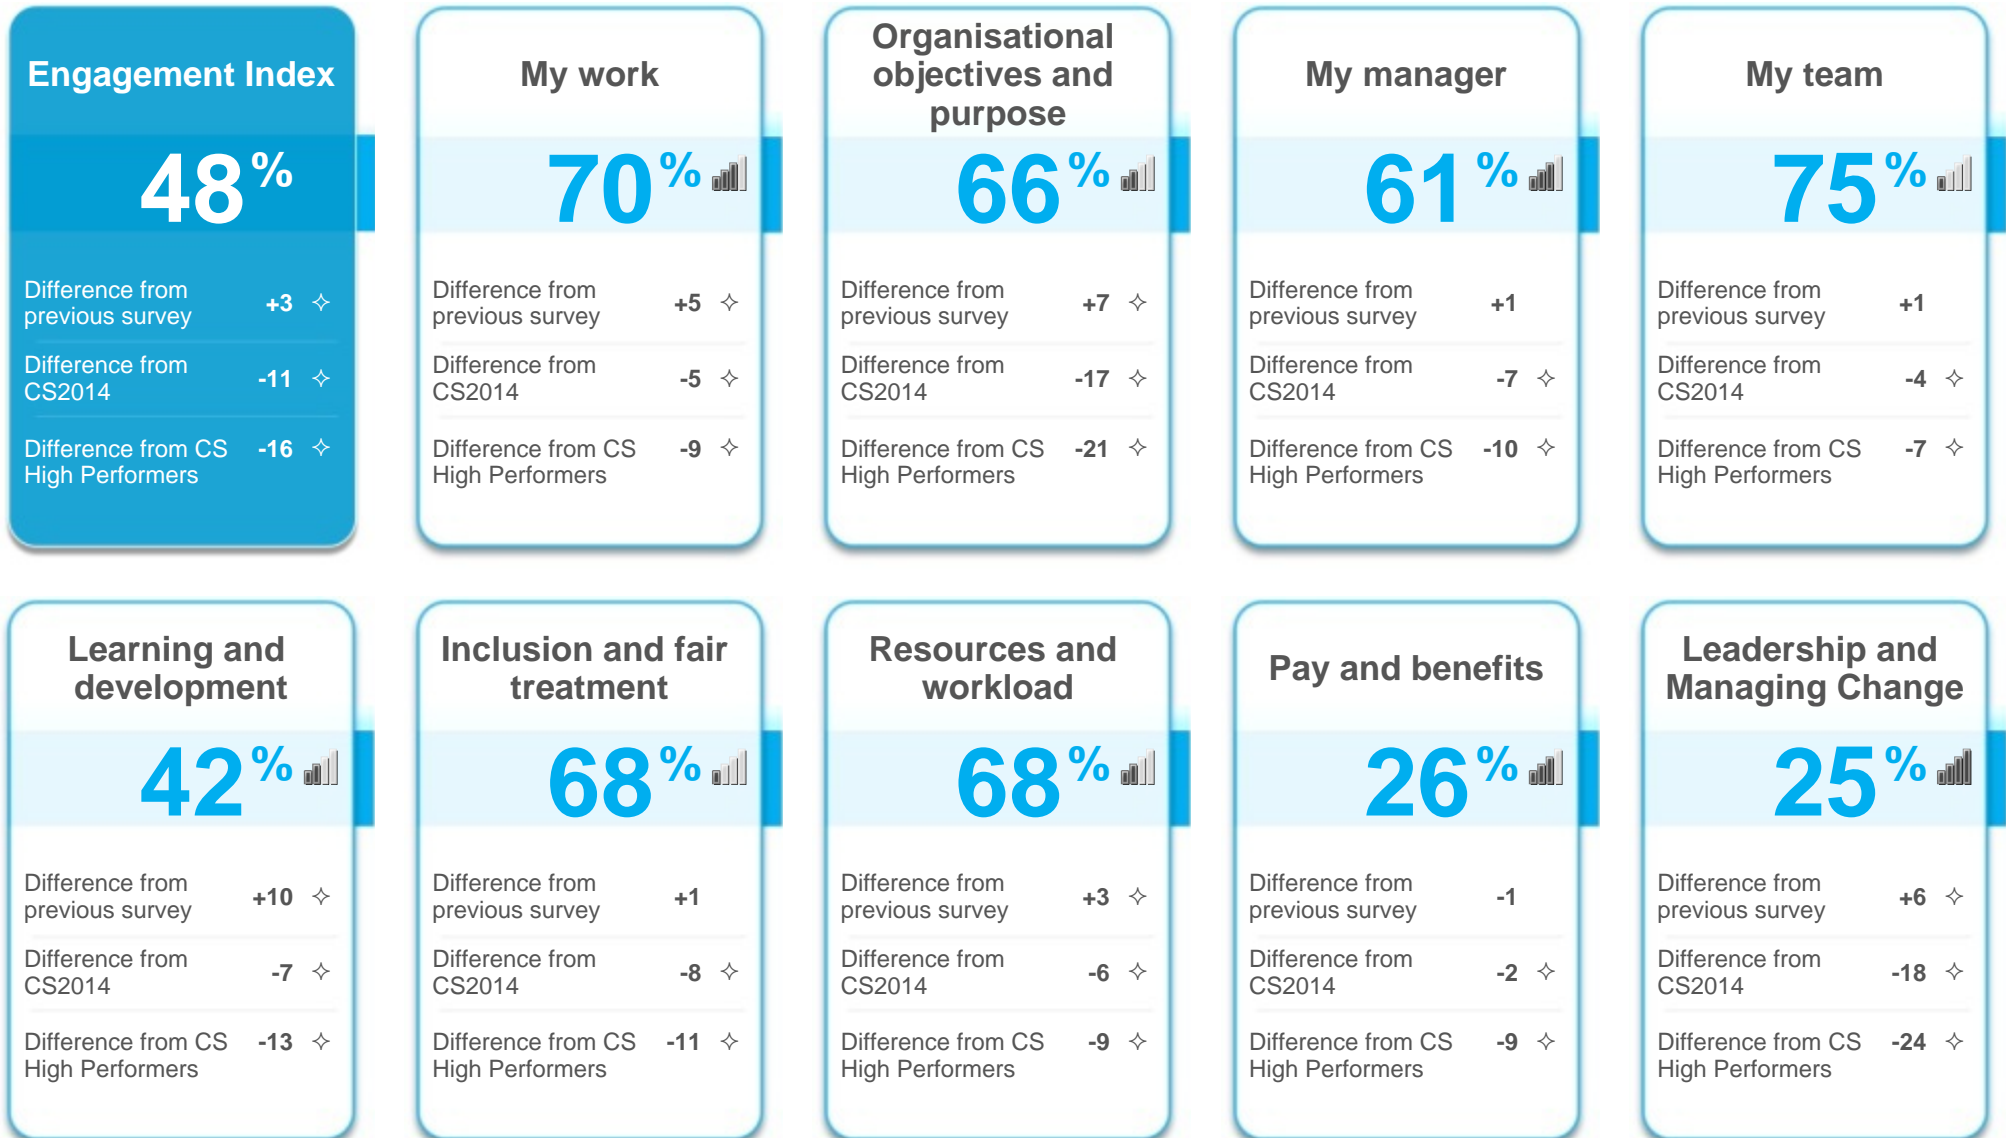 Engagement Index
48%
Difference from
previous survey +3 ✧
Difference from
CS2014 -11 ✧
Difference from CS
High Performers -16 ✧
My work
70%
Difference from
previous survey +5 ✧
Difference from
CS2014 -5 ✧
Difference from CS
High Performers -9 ✧
Organisational
objectives and
purpose
66%
Difference from
previous survey +7 ✧
Difference from
CS2014 -17 ✧
Difference from CS
High Performers -21 ✧
My manager
61%
Difference from
previous survey +1
Difference from
CS2014 -7 ✧
Difference from CS
High Performers -10 ✧
My team
75%
Difference from
previous survey +1
Difference from
CS2014 -4 ✧
Difference from CS
High Performers -7 ✧
Learning and
development
42%
Difference from
previous survey +10 ✧
Difference from
CS2014 -7 ✧
Difference from CS
High Performers -13 ✧
Inclusion and fair
treatment
68%
Difference from
previous survey +1
Difference from
CS2014 -8 ✧
Difference from CS
High Performers -11 ✧
Resources and
workload
68%
Difference from
previous survey +3 ✧
Difference from
CS2014 -6 ✧
Difference from CS
High Performers -9 ✧
Pay and benefits
26%
Difference from
previous survey -1
Difference from
CS2014 -2 ✧
Difference from CS
High Performers -9 ✧
Leadership and
Managing Change
25%
Difference from
previous survey +6 ✧
Difference from
CS2014 -18 ✧
Difference from CS
High Performers -24 ✧